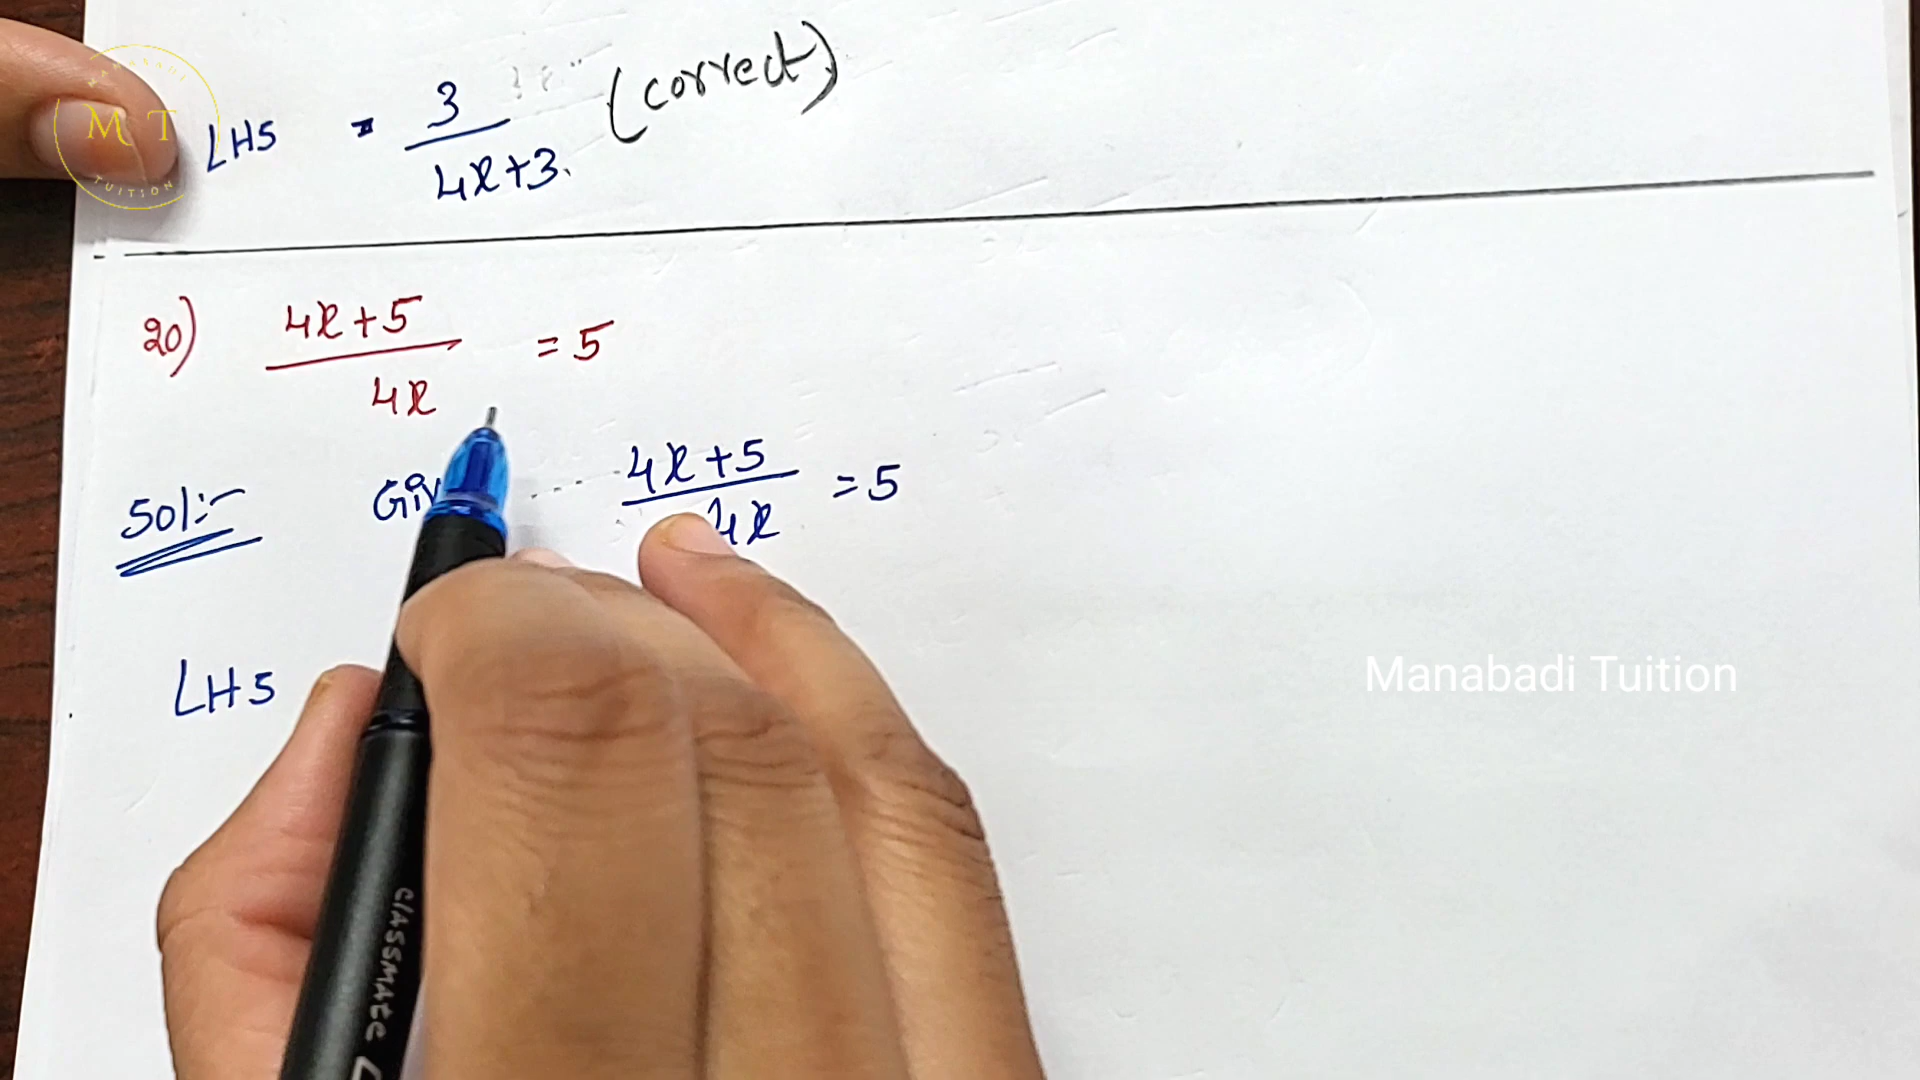 M T
TUITION
LHS = 3/4x+3. (correct)
20) 4x+5/4x = 5
Sol:- 4x+5/4x = 5
LHS
Manabadi Tuition
CLASSMATE